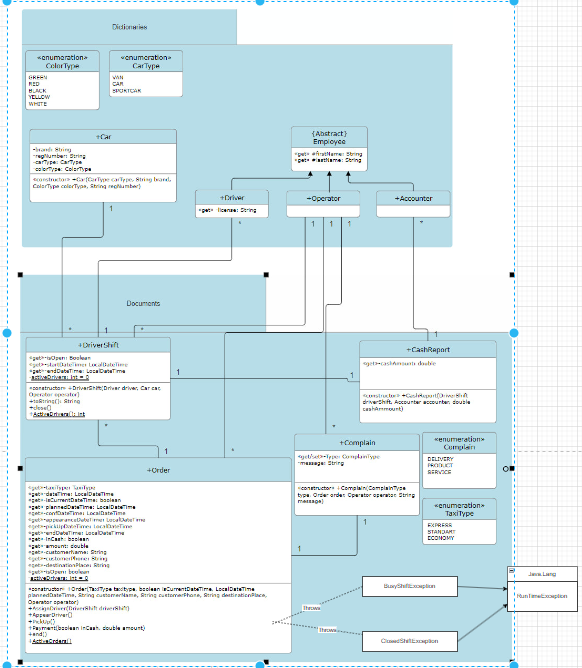 Dictionaries
«enumeration»
ColorType
GREEN
RED
BLACK
YELLOW
WHITE
«enumeration»
CarType
VAN
CAR
SPORTCAR
+Car
-brand: String
-regNumber: String
-carType: CarType
-colorType: ColorType
<constructor> +Car(CarType carType, String brand,
ColorType colorType, String regNumber)
{Abstract}
Employee
<get> #firstName: String
<get> #lastName: String
+Driver
<get> -license: String
+Operator
+Accounter
1
*
1
1
1
*
Documents
*
1
*
1
+DriverShift
<get>-isOpen: Boolean
<get>-startDateTime: LocalDateTime
<get>-endDateTime: LocalDateTime
-activeDrivers: int = 0
<constructor> +DriverShift(Driver driver, Car car,
Operator operator)
+toString(): String
+close()
+ActiveDrivers(): int
1
1
+CashReport
<get>-cashAmount: double
<constructor> +CashReport(DriverShift
driverShift, Accounter accounter, double
cashAmmount)
*
*
*
1
+Complain
<get/set>-Type: ComplainType
-message: String
<constructor> +Complain(ComplainType
type, Order order, Operator operator String
message)
1
1
«enumeration»
Complain
DELIVERY
PRODUCT
SERVICE
«enumeration»
TaxiType
EXPRESS
STANDART
ECONOMY
+Order
<get>-taxiType: TaxiType
<get>-dateTime: LocalDateTime
<get>-isCurrentDateTime: boolean
<get>-plannedDateTime: LocalDateTime
<get>-confDateTime: LocalDateTime
<get>-appearanceDateTime: LocalDateTime
<get>-pickUpDateTime: LocalDateTime
<get>-endDateTime: LocalDateTime
<get>-inCash: boolean
<get>-amount: double
<get>-customerName: String
<get>-customerPhone: String
<get>-destinationPlace: String
<get>-isOpen: boolean
-activeDrivers: int = 0
<constructor> +Order(TaxiType taxitype, boolean isCurrentDateTime, LocalDateTime
plannedDateTime, String customerName, String customerPhone, String destinationPlace,
Operator operator)
+AssignDriver(DriverShift driverShift)
+AppearDriver()
+PickUp()
+Payment(boolean inCash, double amount)
+end()
+ActiveOrders()
Throws
Throws
BusyShiftException
ClosedShiftException
Java.Lang
RunTimeException